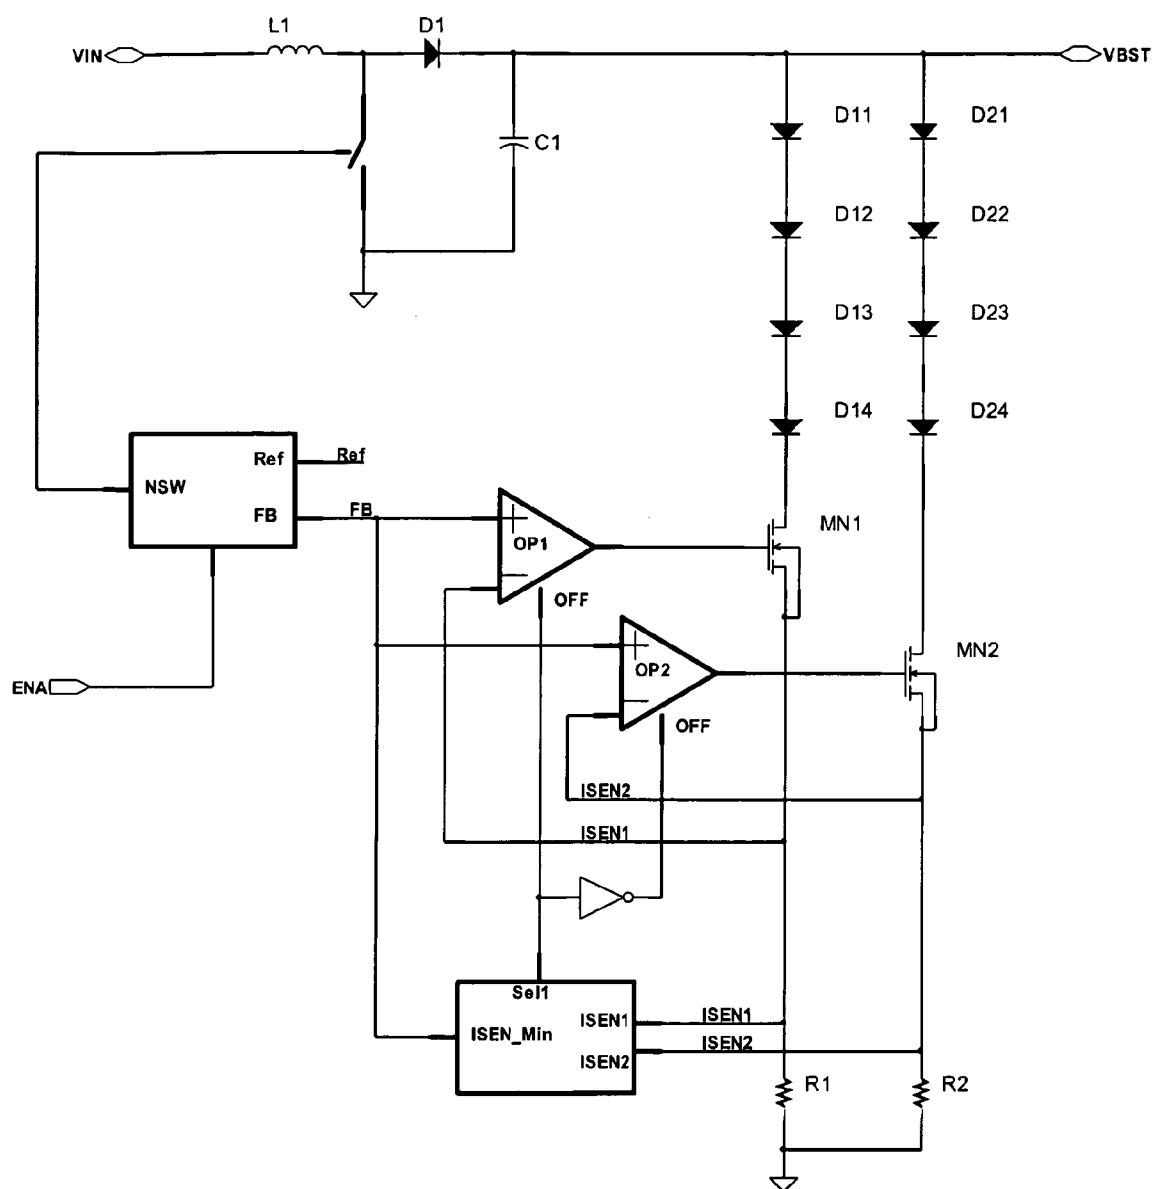 L1
D1
VIN
VBST
C1
D11
D21
D12
D22
D13
D23
D14
D24
Ref
Ref
NSW
FB
FB
OP1
MN1
OFF
OP2
MN2
ENA
OFF
ISEN2
ISEN1
Sel1
ISEN_Min
ISEN1
ISEN1
ISEN2
ISEN2
R1
R2